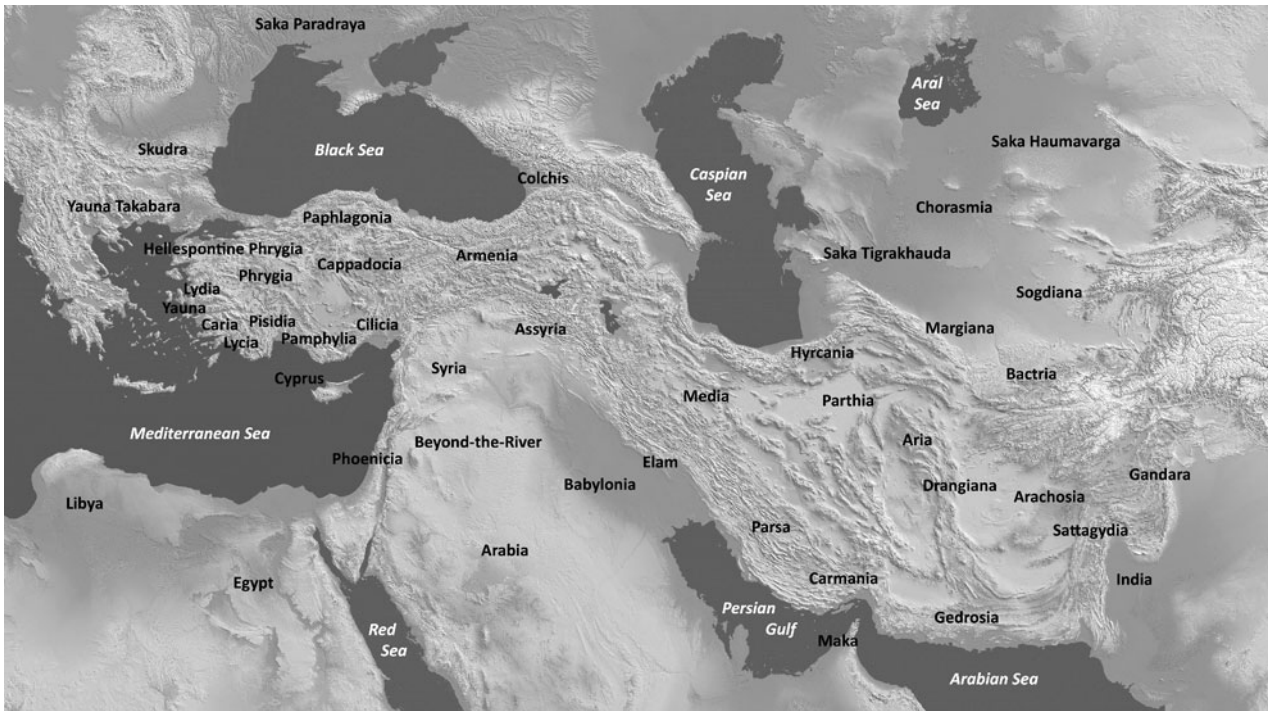 Saka Paradraya
Aral
Sea
Saka Haumavarga
Skudra
Black Sea
Colchis
Caspian
Sea
Chorasmia
Yauna Takabara
Paphlagonia
Hellespontine Phrygia
Armenia
Saka Tigrakhauda
Cappadocia
Phrygia
Lydia
Sogdiana
Yauna
Caria
Pisidia
Cilicia
Assyria
Margiana
Lycia
Pamphylia
Hyrcania
Syria
Bactria
Cyprus
Media
Parthia
Mediterranean Sea
Beyond-the-River
Aria
Phoenicia
Elam
Gandara
Babylonia
Drangiana
Arachosia
Libya
Parsa
Sattagydia
Arabia
Egypt
Carmania
India
Persian
Gulf
Gedrosia
Red
Sea
Maka
Arabian Sea